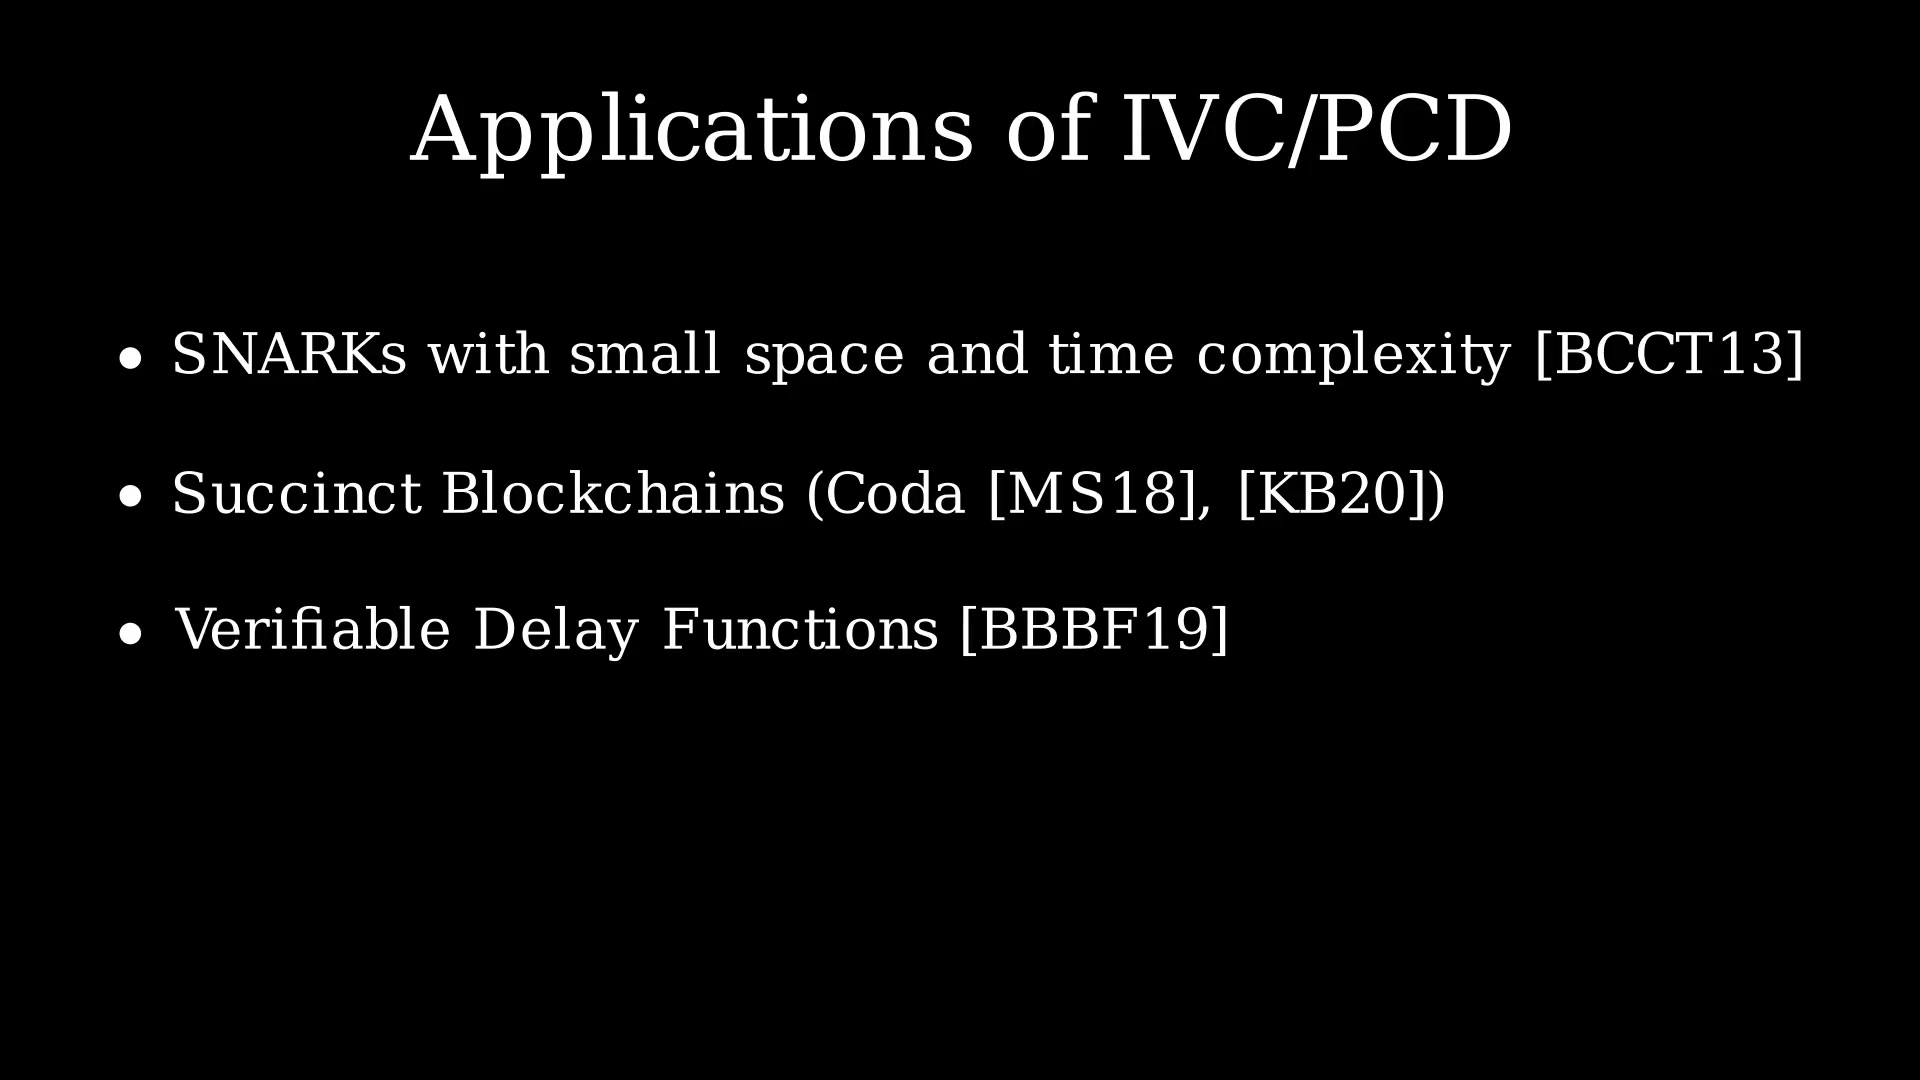 Applications of IVC/PCD
• SNARKs with small space and time complexity [BCCT13]
• Succinct Blockchains (Coda [MS18], [KB20])
• Verifiable Delay Functions [BBBF19]